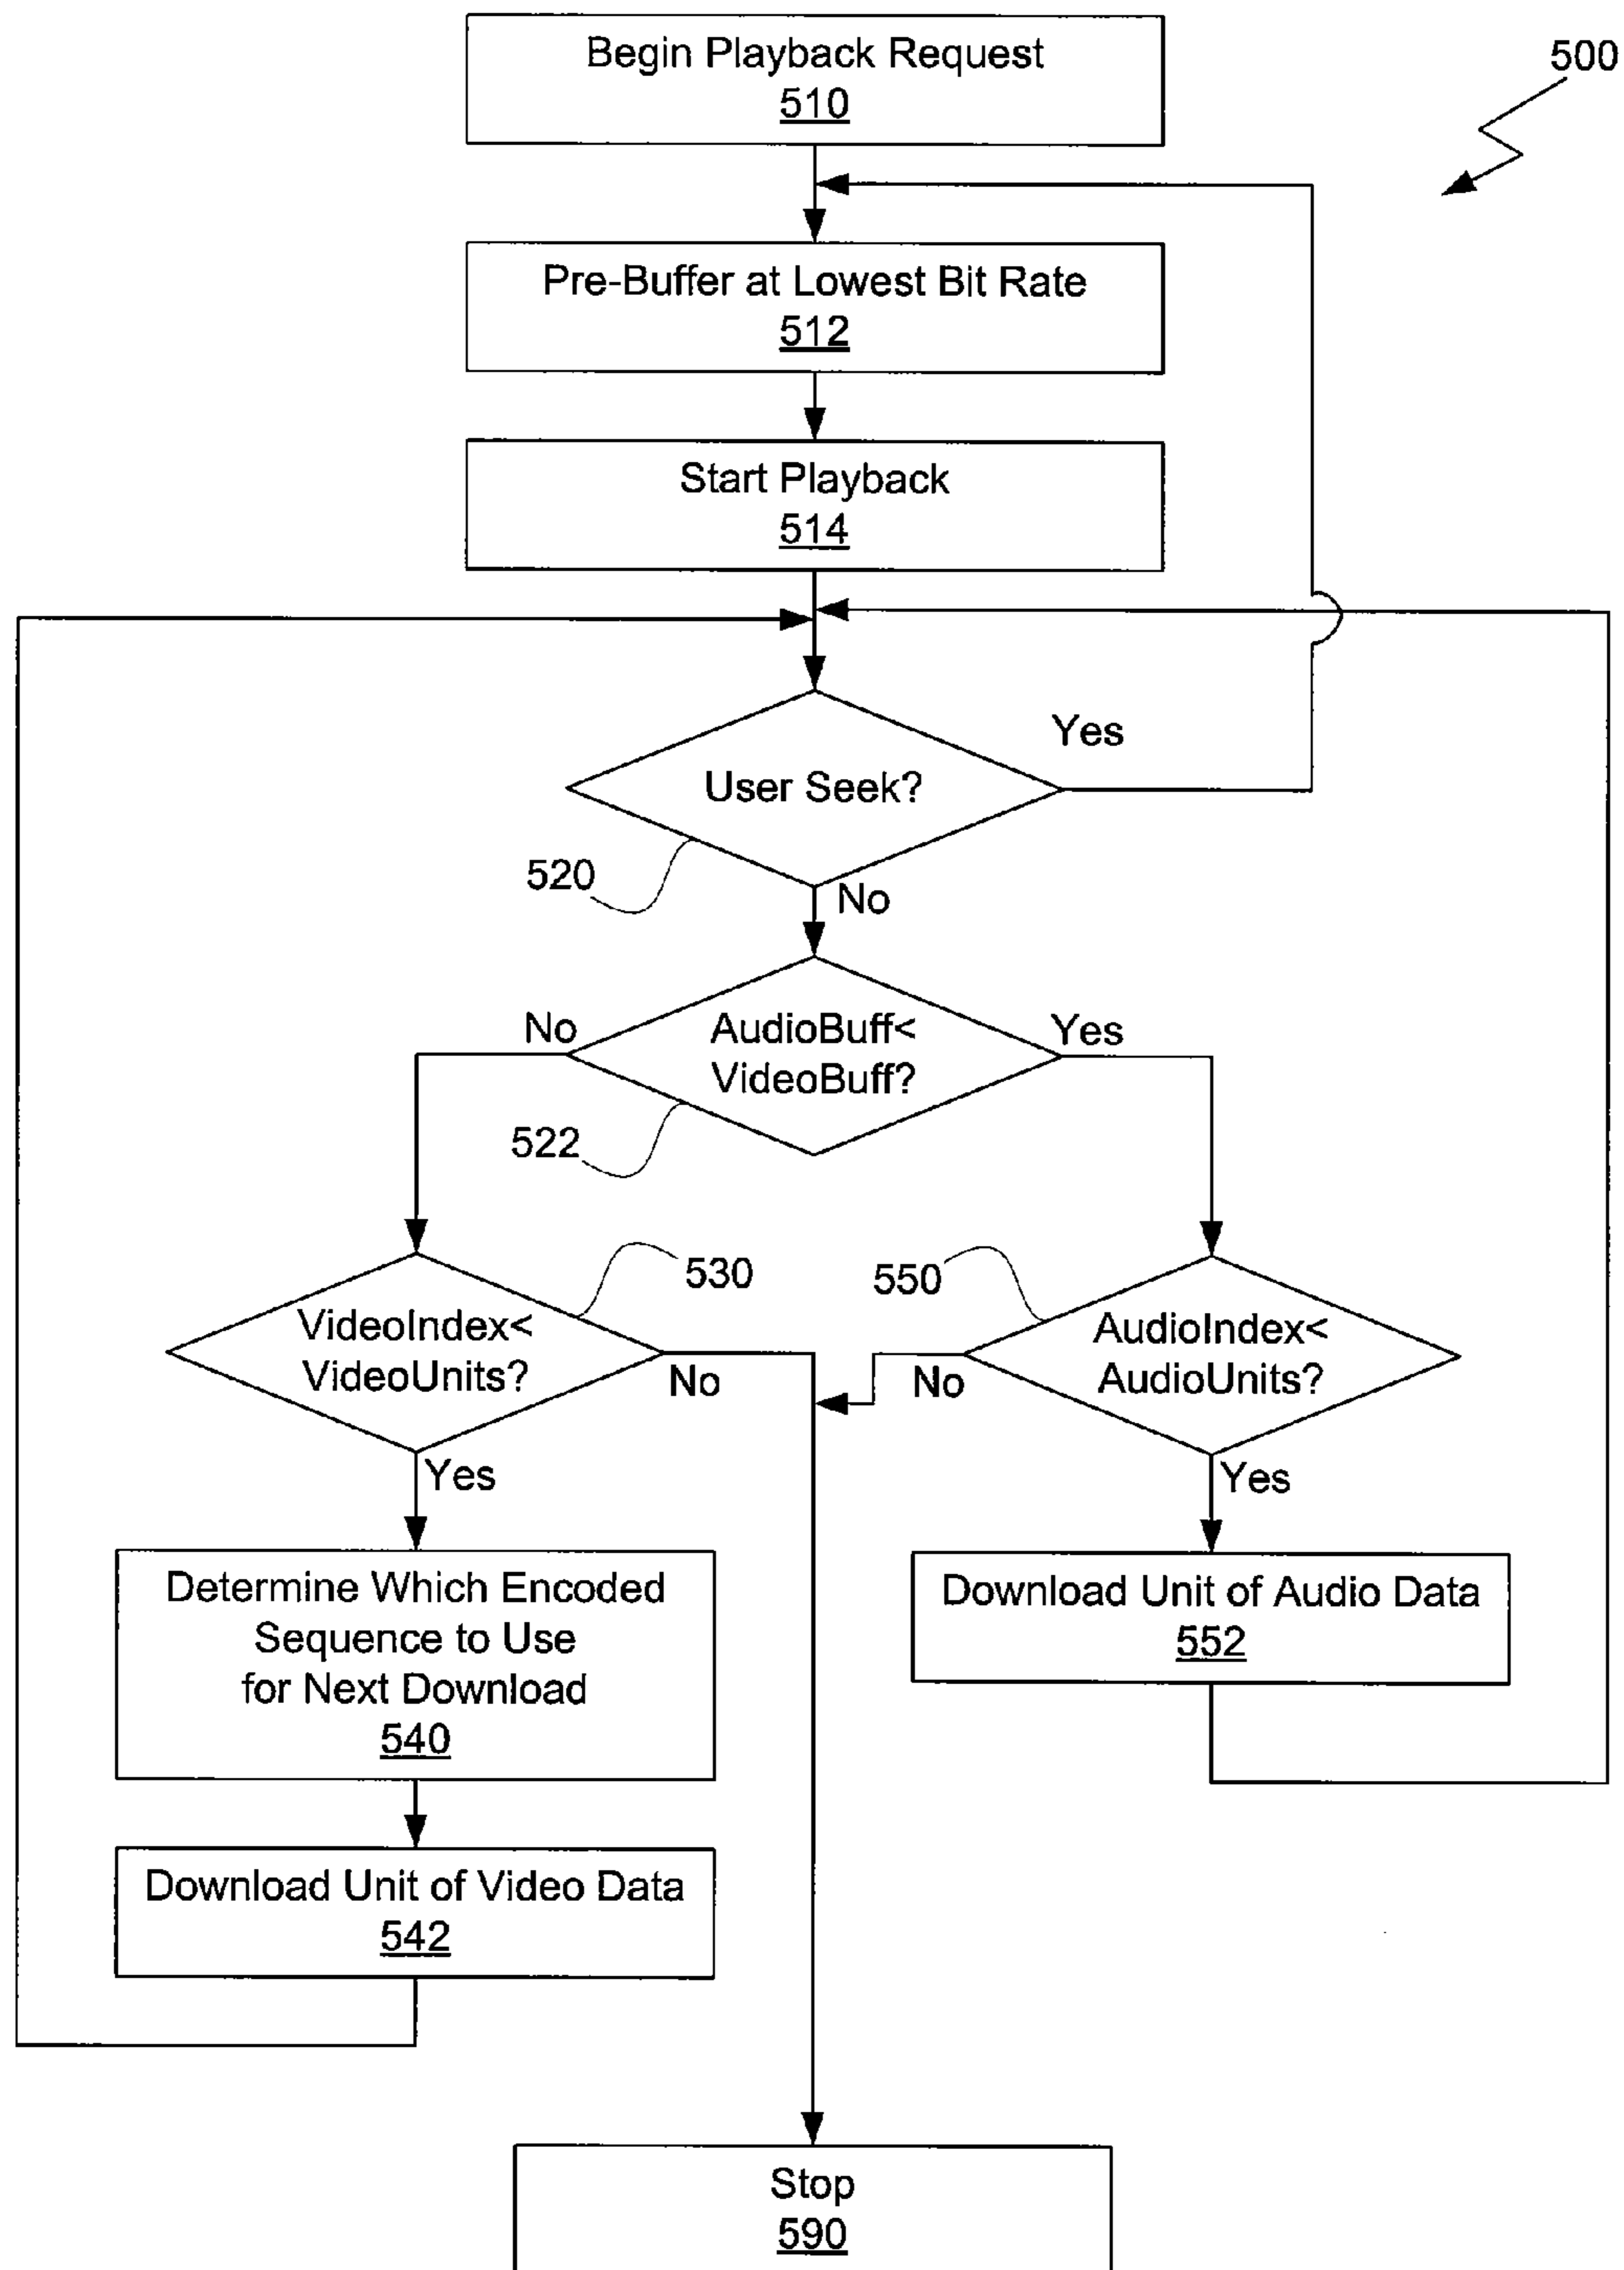 Begin Playback Request
510
500
Pre-Buffer at Lowest Bit Rate
512
Start Playback
514
User Seek?
Yes
520
No
AudioBuff<
VideoBuff?
No
Yes
522
VideoIndex<
VideoUnits?
530
No
Yes
550
AudioIndex<
AudioUnits?
No
Yes
Determine Which Encoded
Sequence to Use
for Next Download
540
Download Unit of Audio Data
552
Download Unit of Video Data
542
Stop
590